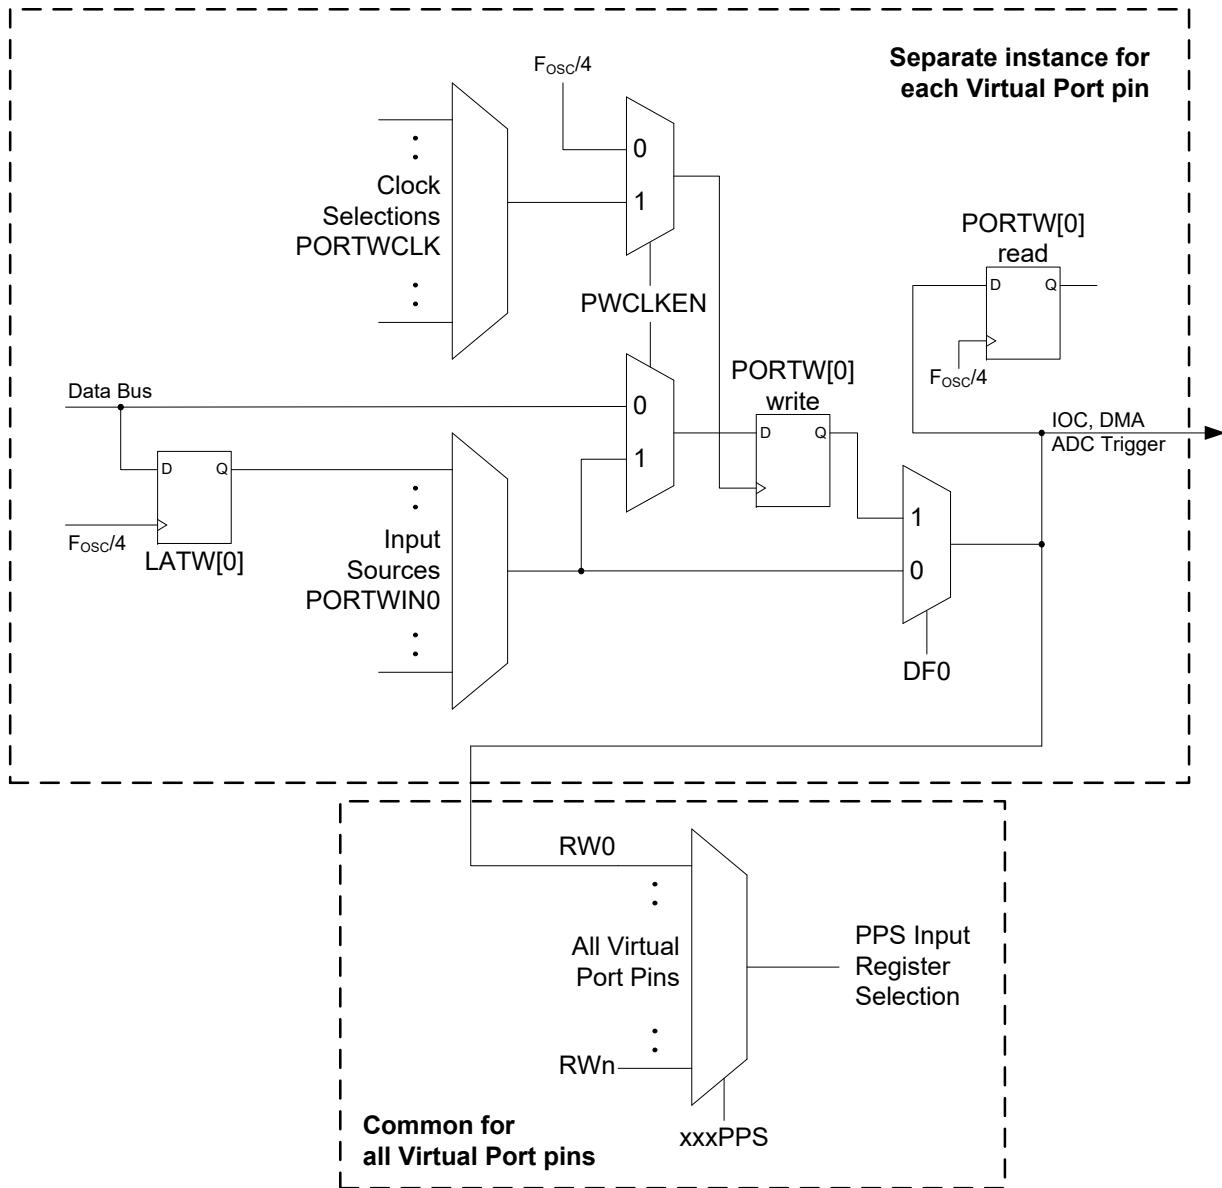 Separate instance for
each Virtual Port pin
FOSC/4
0
1
Clock
Selections
PORTWCLK
PWCLKEN
PORTW[0]
read
D
Q
FOSC/4
Data Bus
0
1
PORTW[0]
write
D
Q
IOC, DMA
ADC Trigger
D
Q
FOSC/4
LATW[0]
Input
Sources
PORTWIN0
1
0
DF0
RW0
All Virtual
Port Pins
RWn
PPS Input
Register
Selection
xxxPPS
Common for
all Virtual Port pins